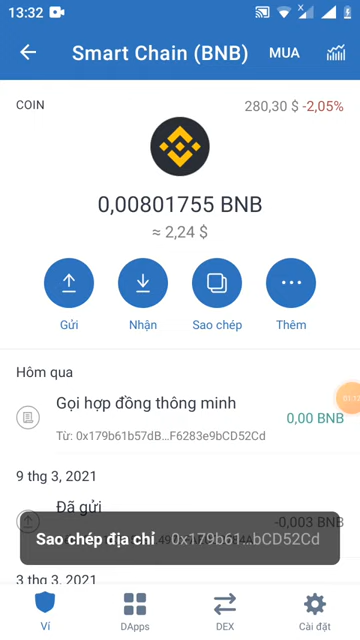 13:32
Smart Chain (BNB)
MUA
COIN
280,30 $ -2,05%
0,00801755 BNB
≈ 2,24 $
Gửi
Nhận
Sao chép
Thêm
Hôm qua
Gọi hợp đồng thông minh
0,00 BNB
Từ: 0x179b61b57dB...F6283e9bCD52Cd
9 thg 3, 2021
Đã gửi
-0,003 BNB
Sao chép địa chỉ 0x179b61...bCD52Cd
3 thg 3, 2021
Ví
DApps
DEX
Cài đặt